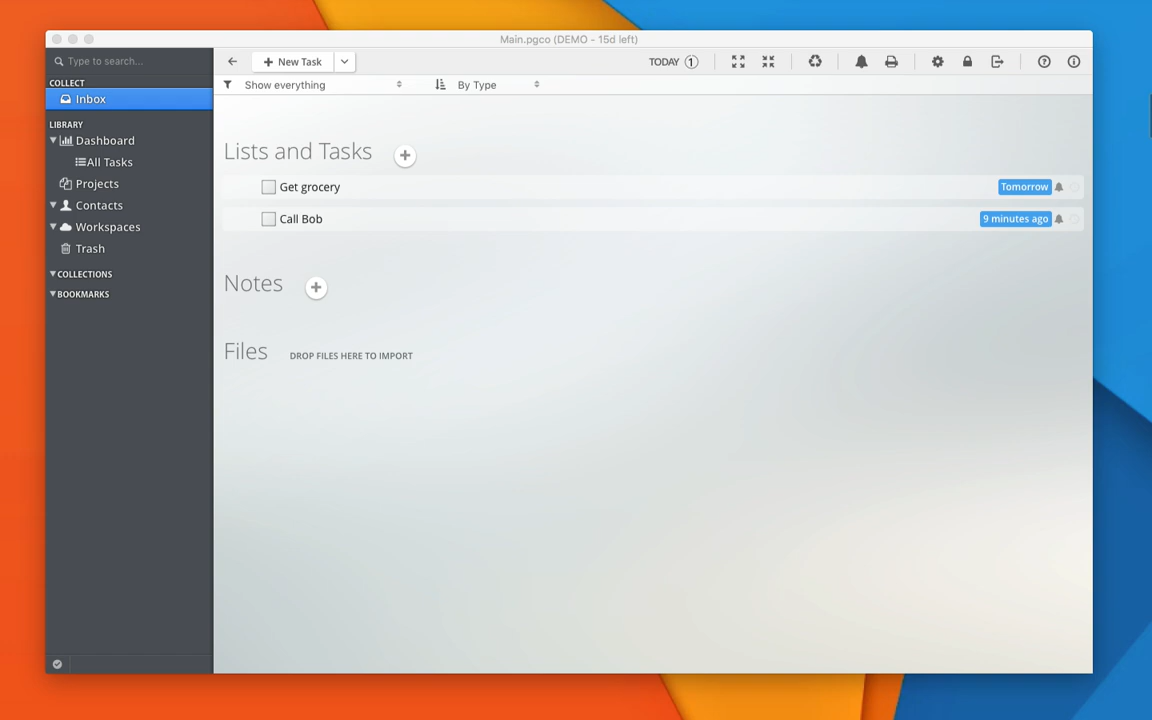 Main.pgco (DEMO - 15d left)
Type to search...
New Task
TODAY 1
COLLECT
Show everything
By Type
Inbox
LIBRARY
Dashboard
All Tasks
Projects
Contacts
Workspaces
Trash
COLLECTIONS
BOOKMARKS
Lists and Tasks
Get grocery
Tomorrow
Call Bob
9 minutes ago
Notes
Files
DROP FILES HERE TO IMPORT